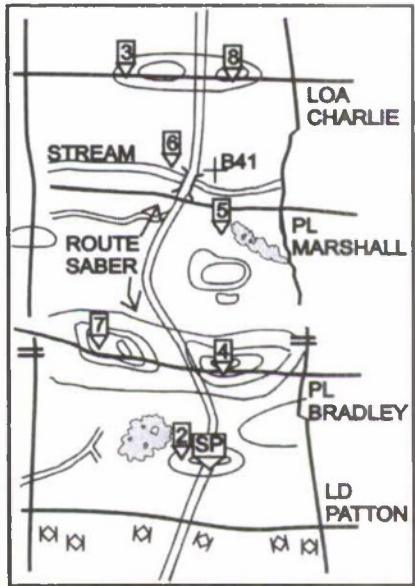 3
8
LOA
CHARLIE
6
STREAM
B41
5
PL
MARSHALL
ROUTE
SABER
7
4
PL
BRADLEY
2
SP
LD
PATTON